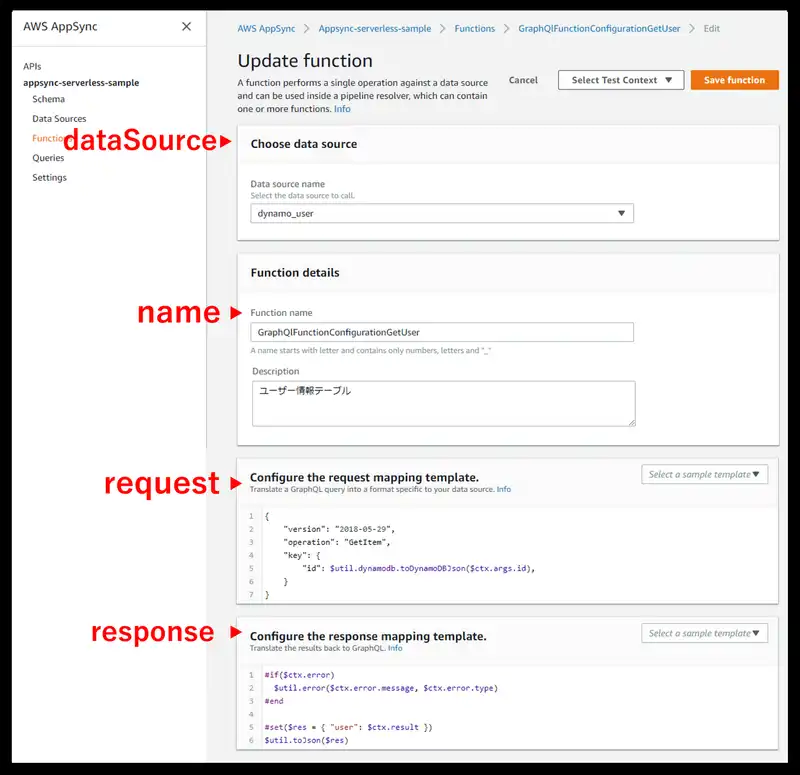 AWS AppSync
APIs
appsync-serverless-sample
Schema
Data Sources
Functions
Queries
Settings
AWS AppSync > Appsync-serverless-sample > Functions > GraphQlFunctionConfigurationGetUser > Edit
Update function
A function performs a single operation against a data source
and can be used inside a pipeline resolver, which can contain
one or more functions. Info
Cancel
Select Test Context
Save function
dataSource
Choose data source
Data source name
Select the data source to call.
dynamo_user
Function details
name
Function name
GraphQlFunctionConfigurationGetUser
A name starts with letter and contains only numbers, letters and "_"
Description
ユーザー情報テーブル
request
Configure the request mapping template.
Translate a GraphQL query into a format specific to your data source. Info
Select a sample template
1 {
2 "version": "2018-05-29",
3 "operation": "GetItem",
4 "key": {
5 "id": $util.dynamodb.toDynamoDBJson($ctx.args.id),
6 }
7 }
response
Configure the response mapping template.
Translate the results back to GraphQL. Info
Select a sample template
1 #if($ctx.error)
2 $util.error($ctx.error.message, $ctx.error.type)
3 #end
4
5 #set($res = { "user": $ctx.result })
6 $util.toJson($res)